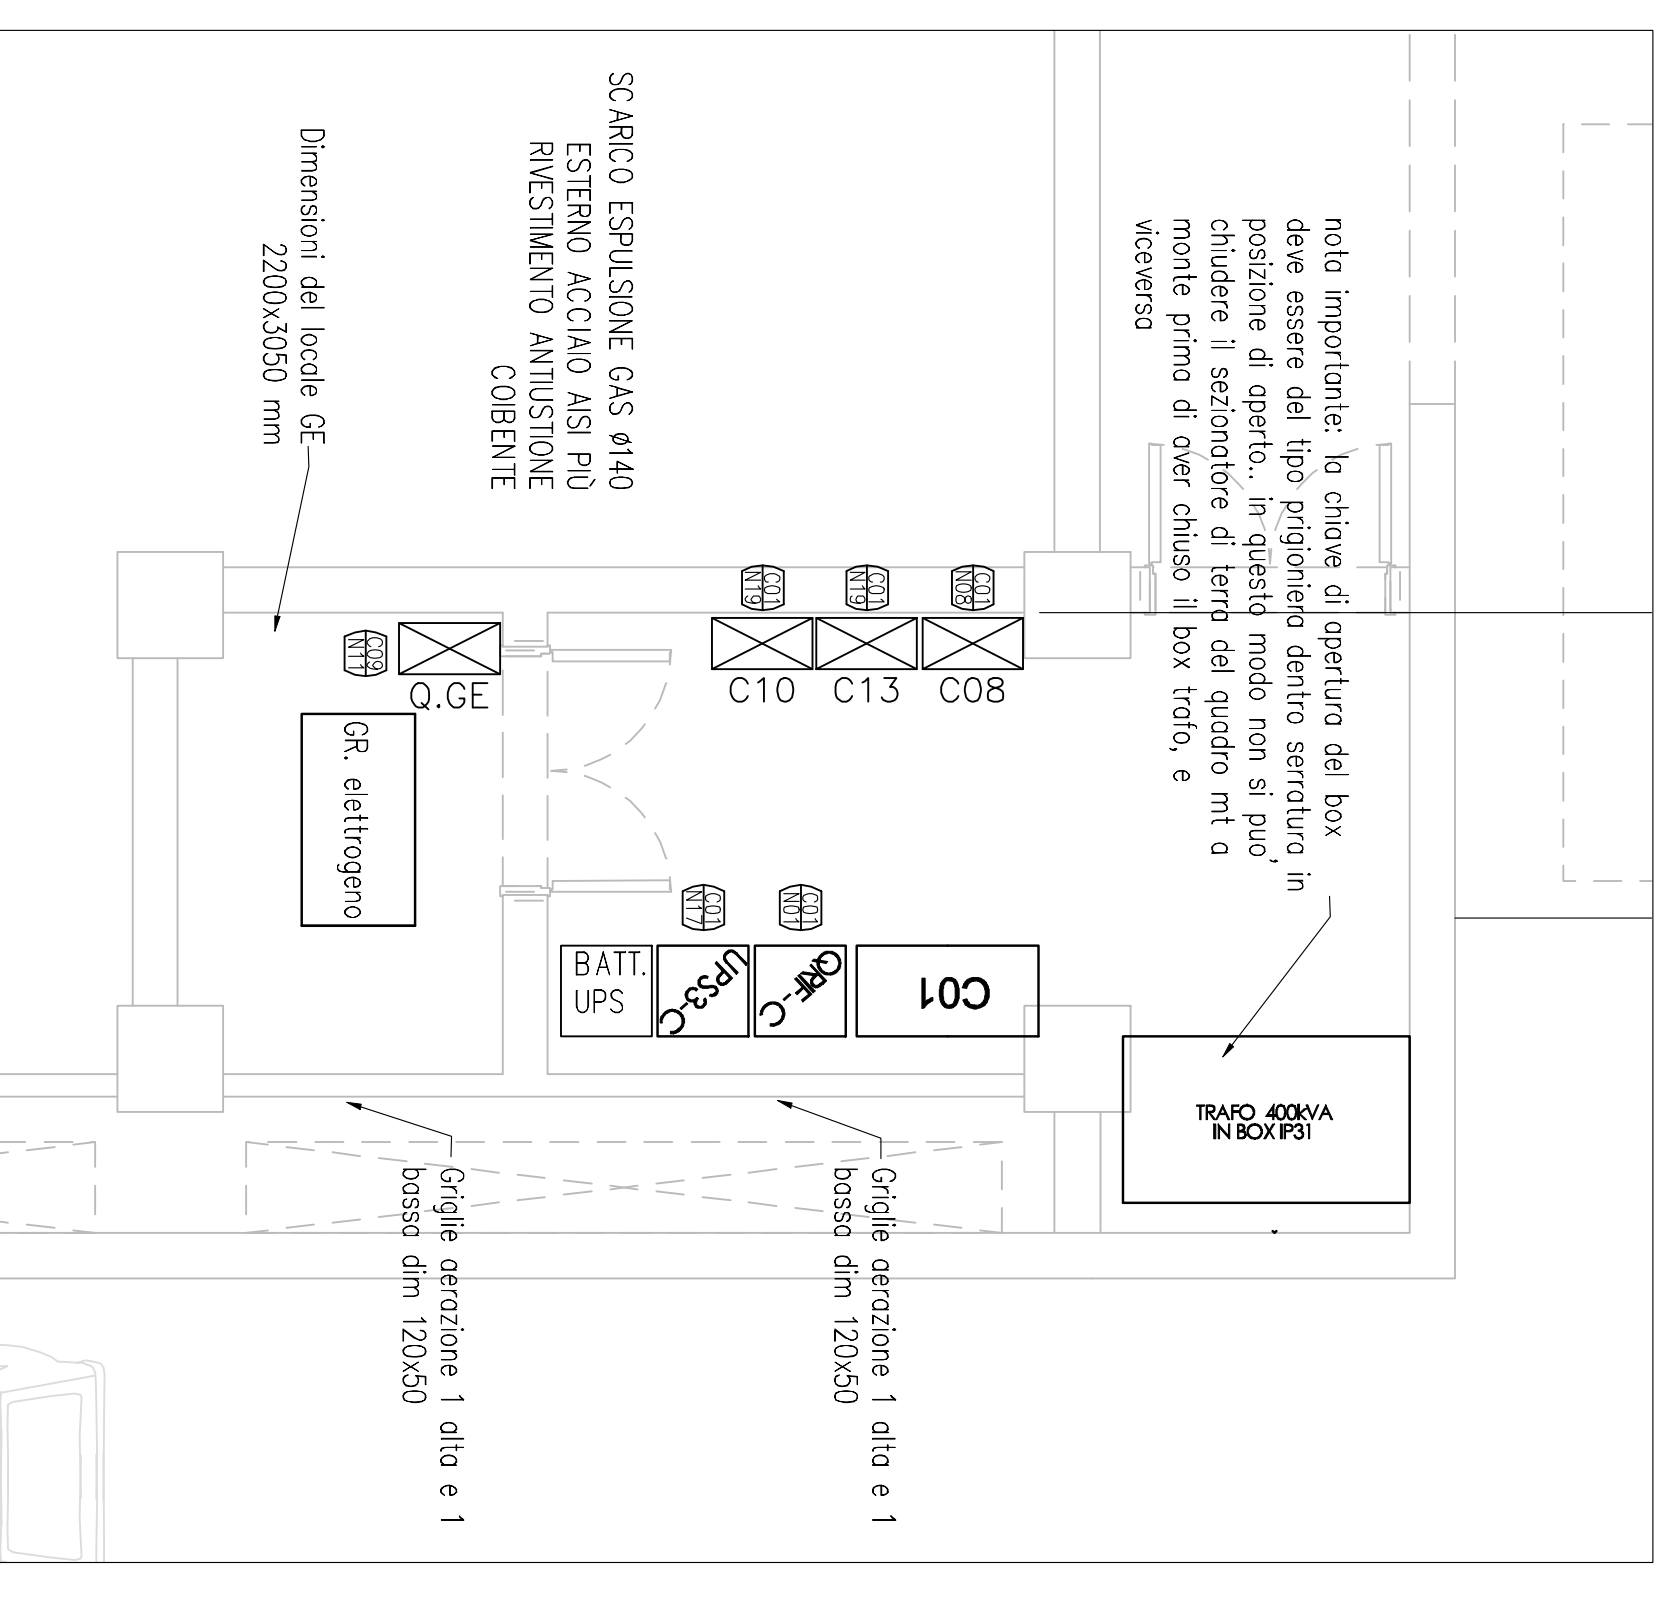 nota importante: la chiave di apertura del box
deve essere del tipo prigioniera dentro serratura in
posizione di aperto.. in questo modo non si puo'
chiudere il sezionatore di terra del quadro mt a
monte prima di aver chiuso il box trafo, e
viceversa
SCARICO ESPULSIONE GAS ø140
ESTERNO ACCIAIO AISI PIÙ
RIVESTIMENTO ANTIUSTIONE
COIBENTE
Dimensioni del locale GE
2200x3050 mm
C01
N19
C01
N19
C01
N08
C10
C13
C08
C09
N11
Q.GE
GR. elettrogeno
C01
N17
C01
N01
BATT.
UPS
UPS3-C
QRIF-C
C01
TRAFO 400kVA
IN BOX IP31
Griglie aerazione 1 alta e 1
bassa dim 120x50
Griglie aerazione 1 alta e 1
bassa dim 120x50